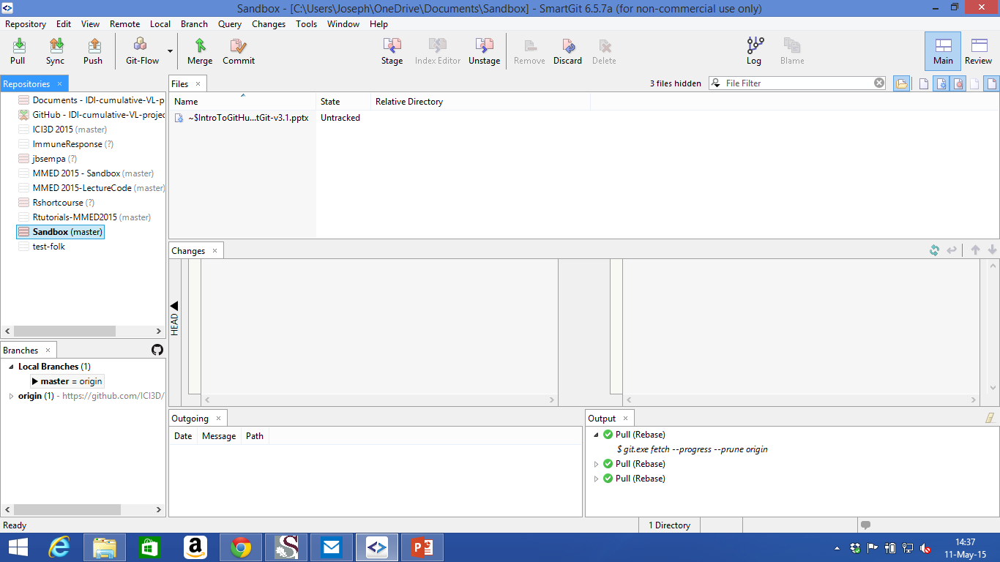 Sandbox - [C:\Users\Joseph\OneDrive\Documents\Sandbox] - SmartGit 6.5.7a (for non-commercial use only)
Repository Edit View Remote Local Branch Query Changes Tools Window Help
Pull Sync Push Git-Flow Merge Commit Stage Index Editor Unstage Remove Discard Delete Log Blame Main Review
Repositories
Documents - IDI-cumulative-VL-p
GitHub - IDI-cumulative-VL-projec
ICI3D 2015 (master)
ImmuneResponse (?)
jbsempa (?)
MMED 2015 - Sandbox (master)
MMED 2015-LectureCode (master)
Rshortcourse (?)
Rtutorials-MMED2015 (master)
Sandbox (master)
test-folk
Files 3 files hidden File Filter
Name State Relative Directory
~$IntroToGitHu...tGit-v3.1.pptx Untracked
Changes
HEAD
Branches
Local Branches (1)
master = origin
origin (1) - https://github.com/ICI3D/
Outgoing
Date Message Path
Output
Pull (Rebase)
$ git.exe fetch --progress --prune origin
Pull (Rebase)
Pull (Rebase)
Ready 1 Directory
14:37
11-May-15